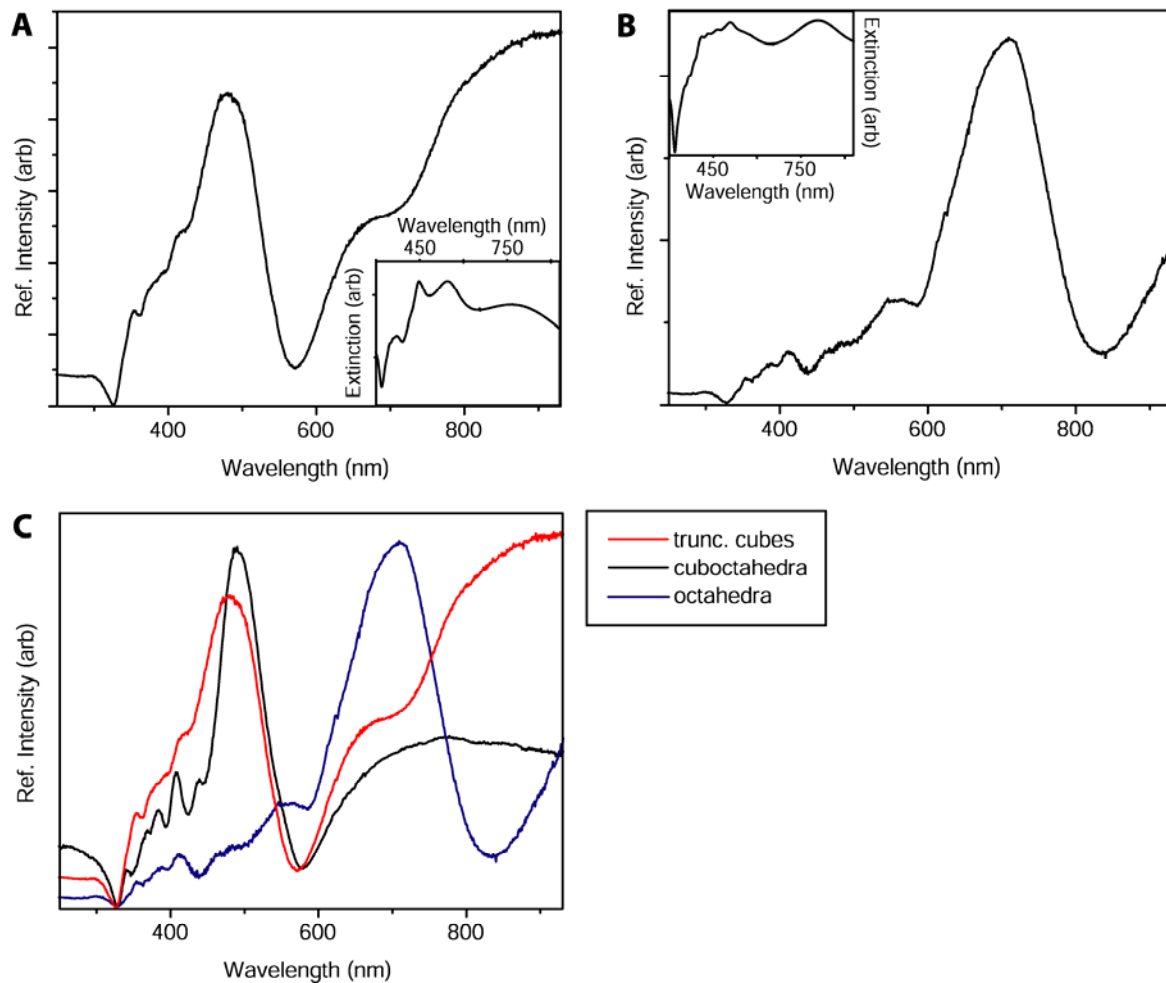 A
Ref. Intensity (arb)
400
600
800
Wavelength (nm)
Wavelength (nm)
450
750
Extinction (arb)
B
Ref. Intensity (arb)
400
600
800
Wavelength (nm)
Extinction (arb)
450
750
Wavelength (nm)
C
Ref. Intensity (arb)
400
600
800
Wavelength (nm)
trunc. cubes
cuboctahedra
octahedra